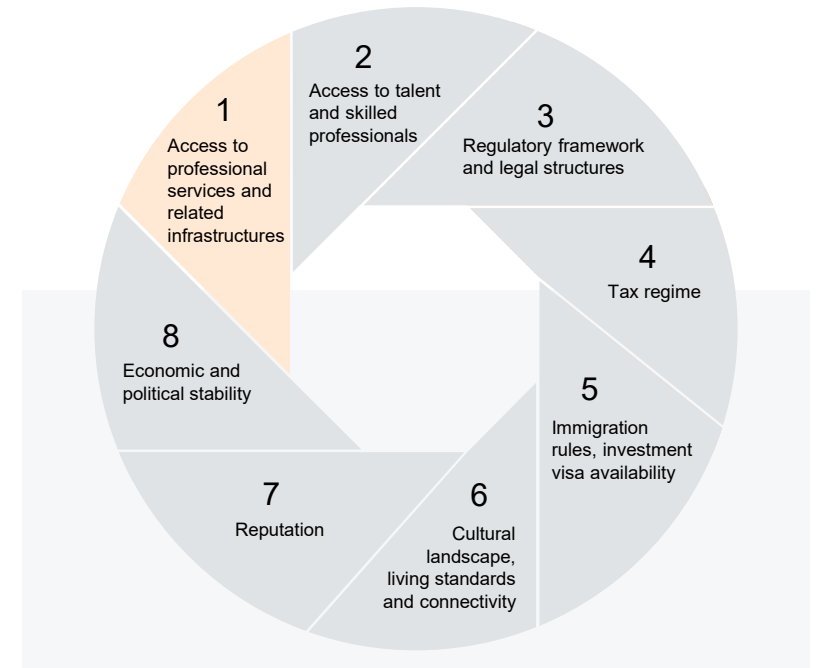 1
Access to
professional
services and
related
infrastructures
2
Access to talent
and skilled
professionals
3
Regulatory framework
and legal structures
4
Tax regime
5
Immigration
rules, investment
visa availability
6
Cultural
landscape,
living standards
and connectivity
7
Reputation
8
Economic and
political stability